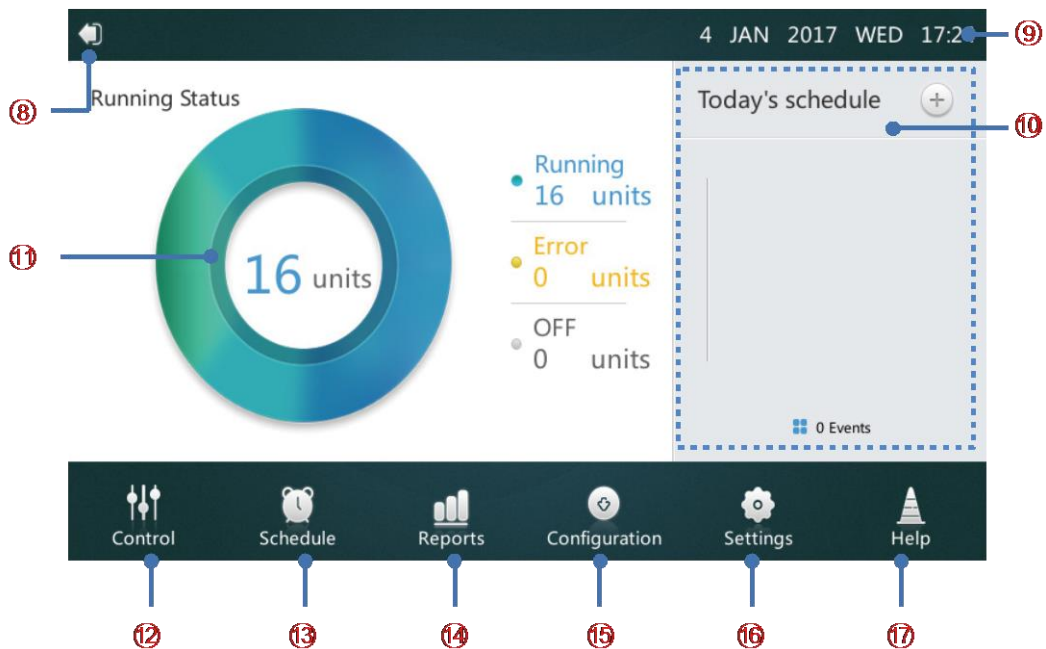 4 JAN 2017 WED 17:2
⑨
⑧
Running Status
Today's schedule
⑩
Running
16 units
⑪
16 units
Error
0 units
OFF
0 units
0 Events
Control
Schedule
Reports
Configuration
Settings
Help
⑫
⑬
⑭
⑮
⑯
⑰